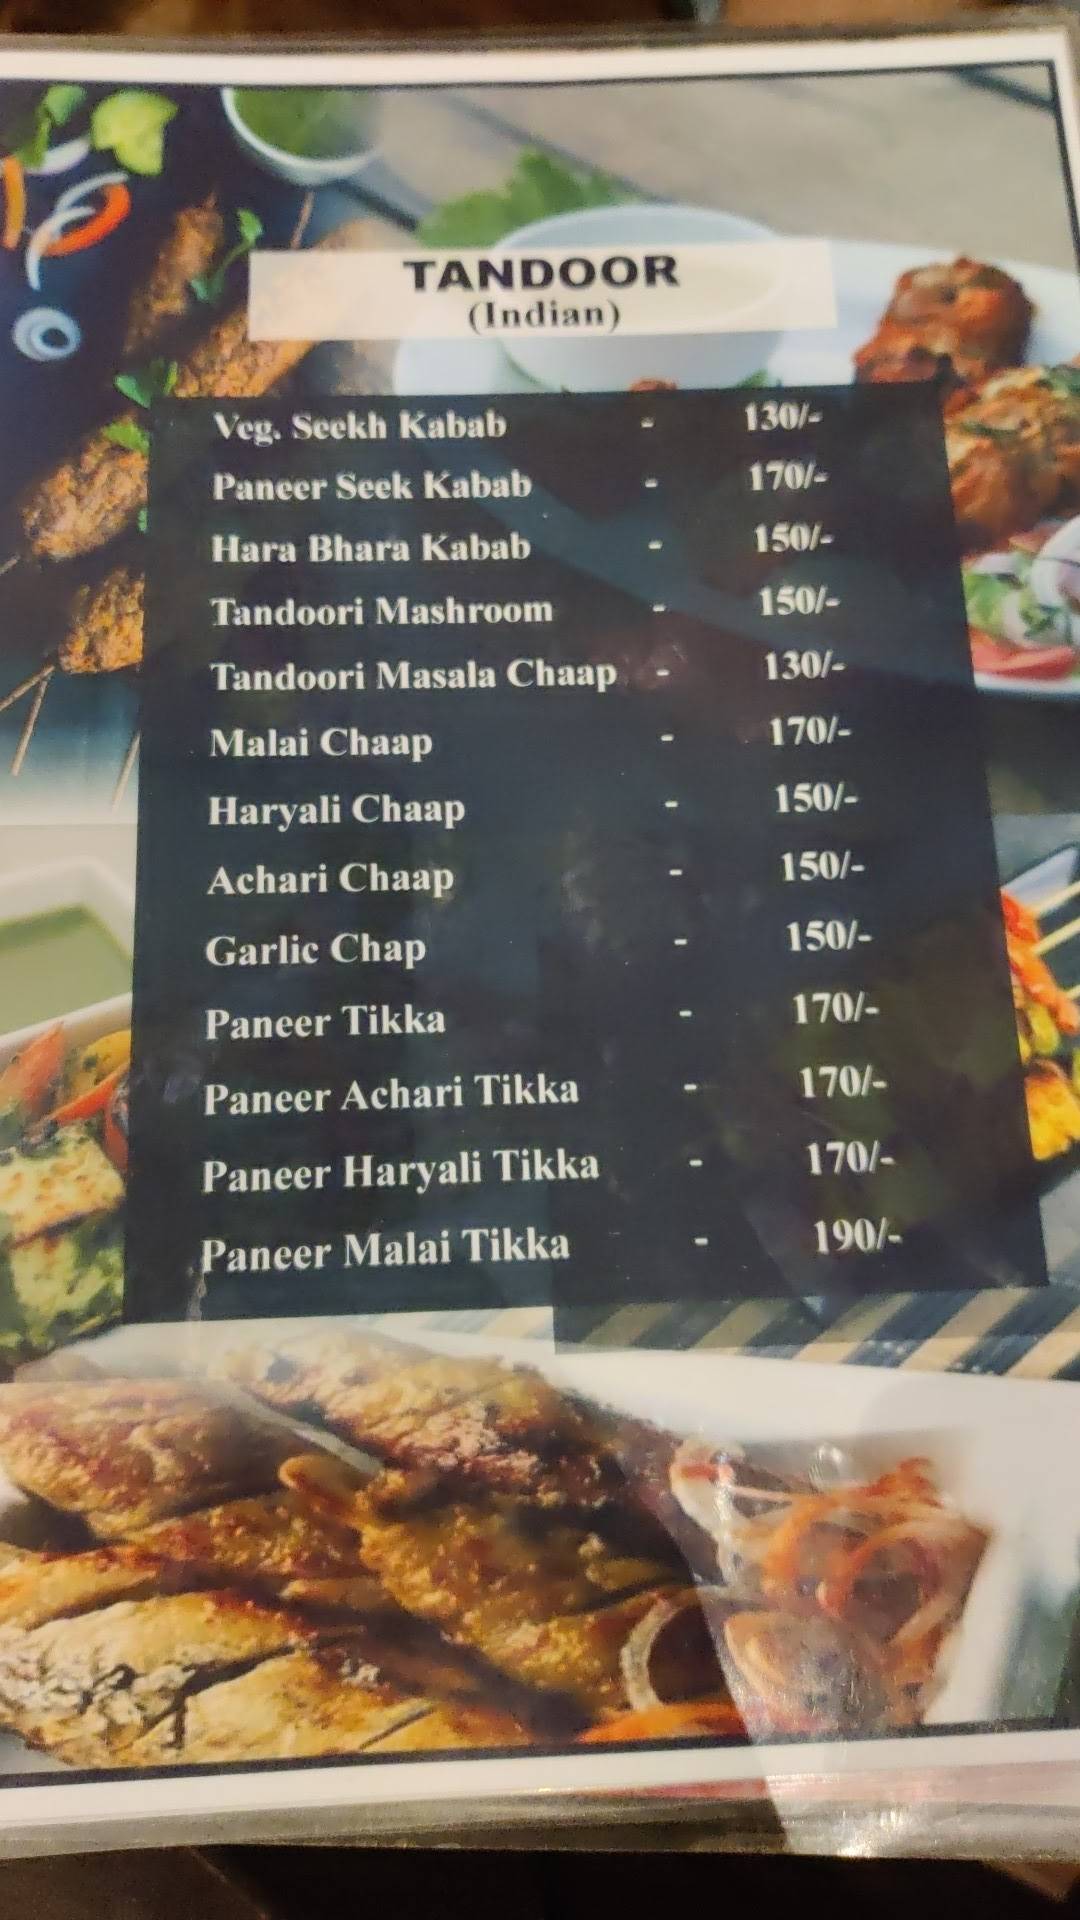 TANDOOR
(Indian)
Veg. Seekh Kabab - 130/-
Paneer Seek Kabab - 170/-
Hara Bhara Kabab - 150/-
Tandoori Mashroom - 150/-
Tandoori Masala Chaap - 130/-
Malai Chaap - 170/-
Haryali Chaap - 150/-
Achari Chaap - 150/-
Garlic Chap - 150/-
Paneer Tikka - 170/-
Paneer Achari Tikka - 170/-
Paneer Haryali Tikka - 170/-
Paneer Malai Tikka - 190/-